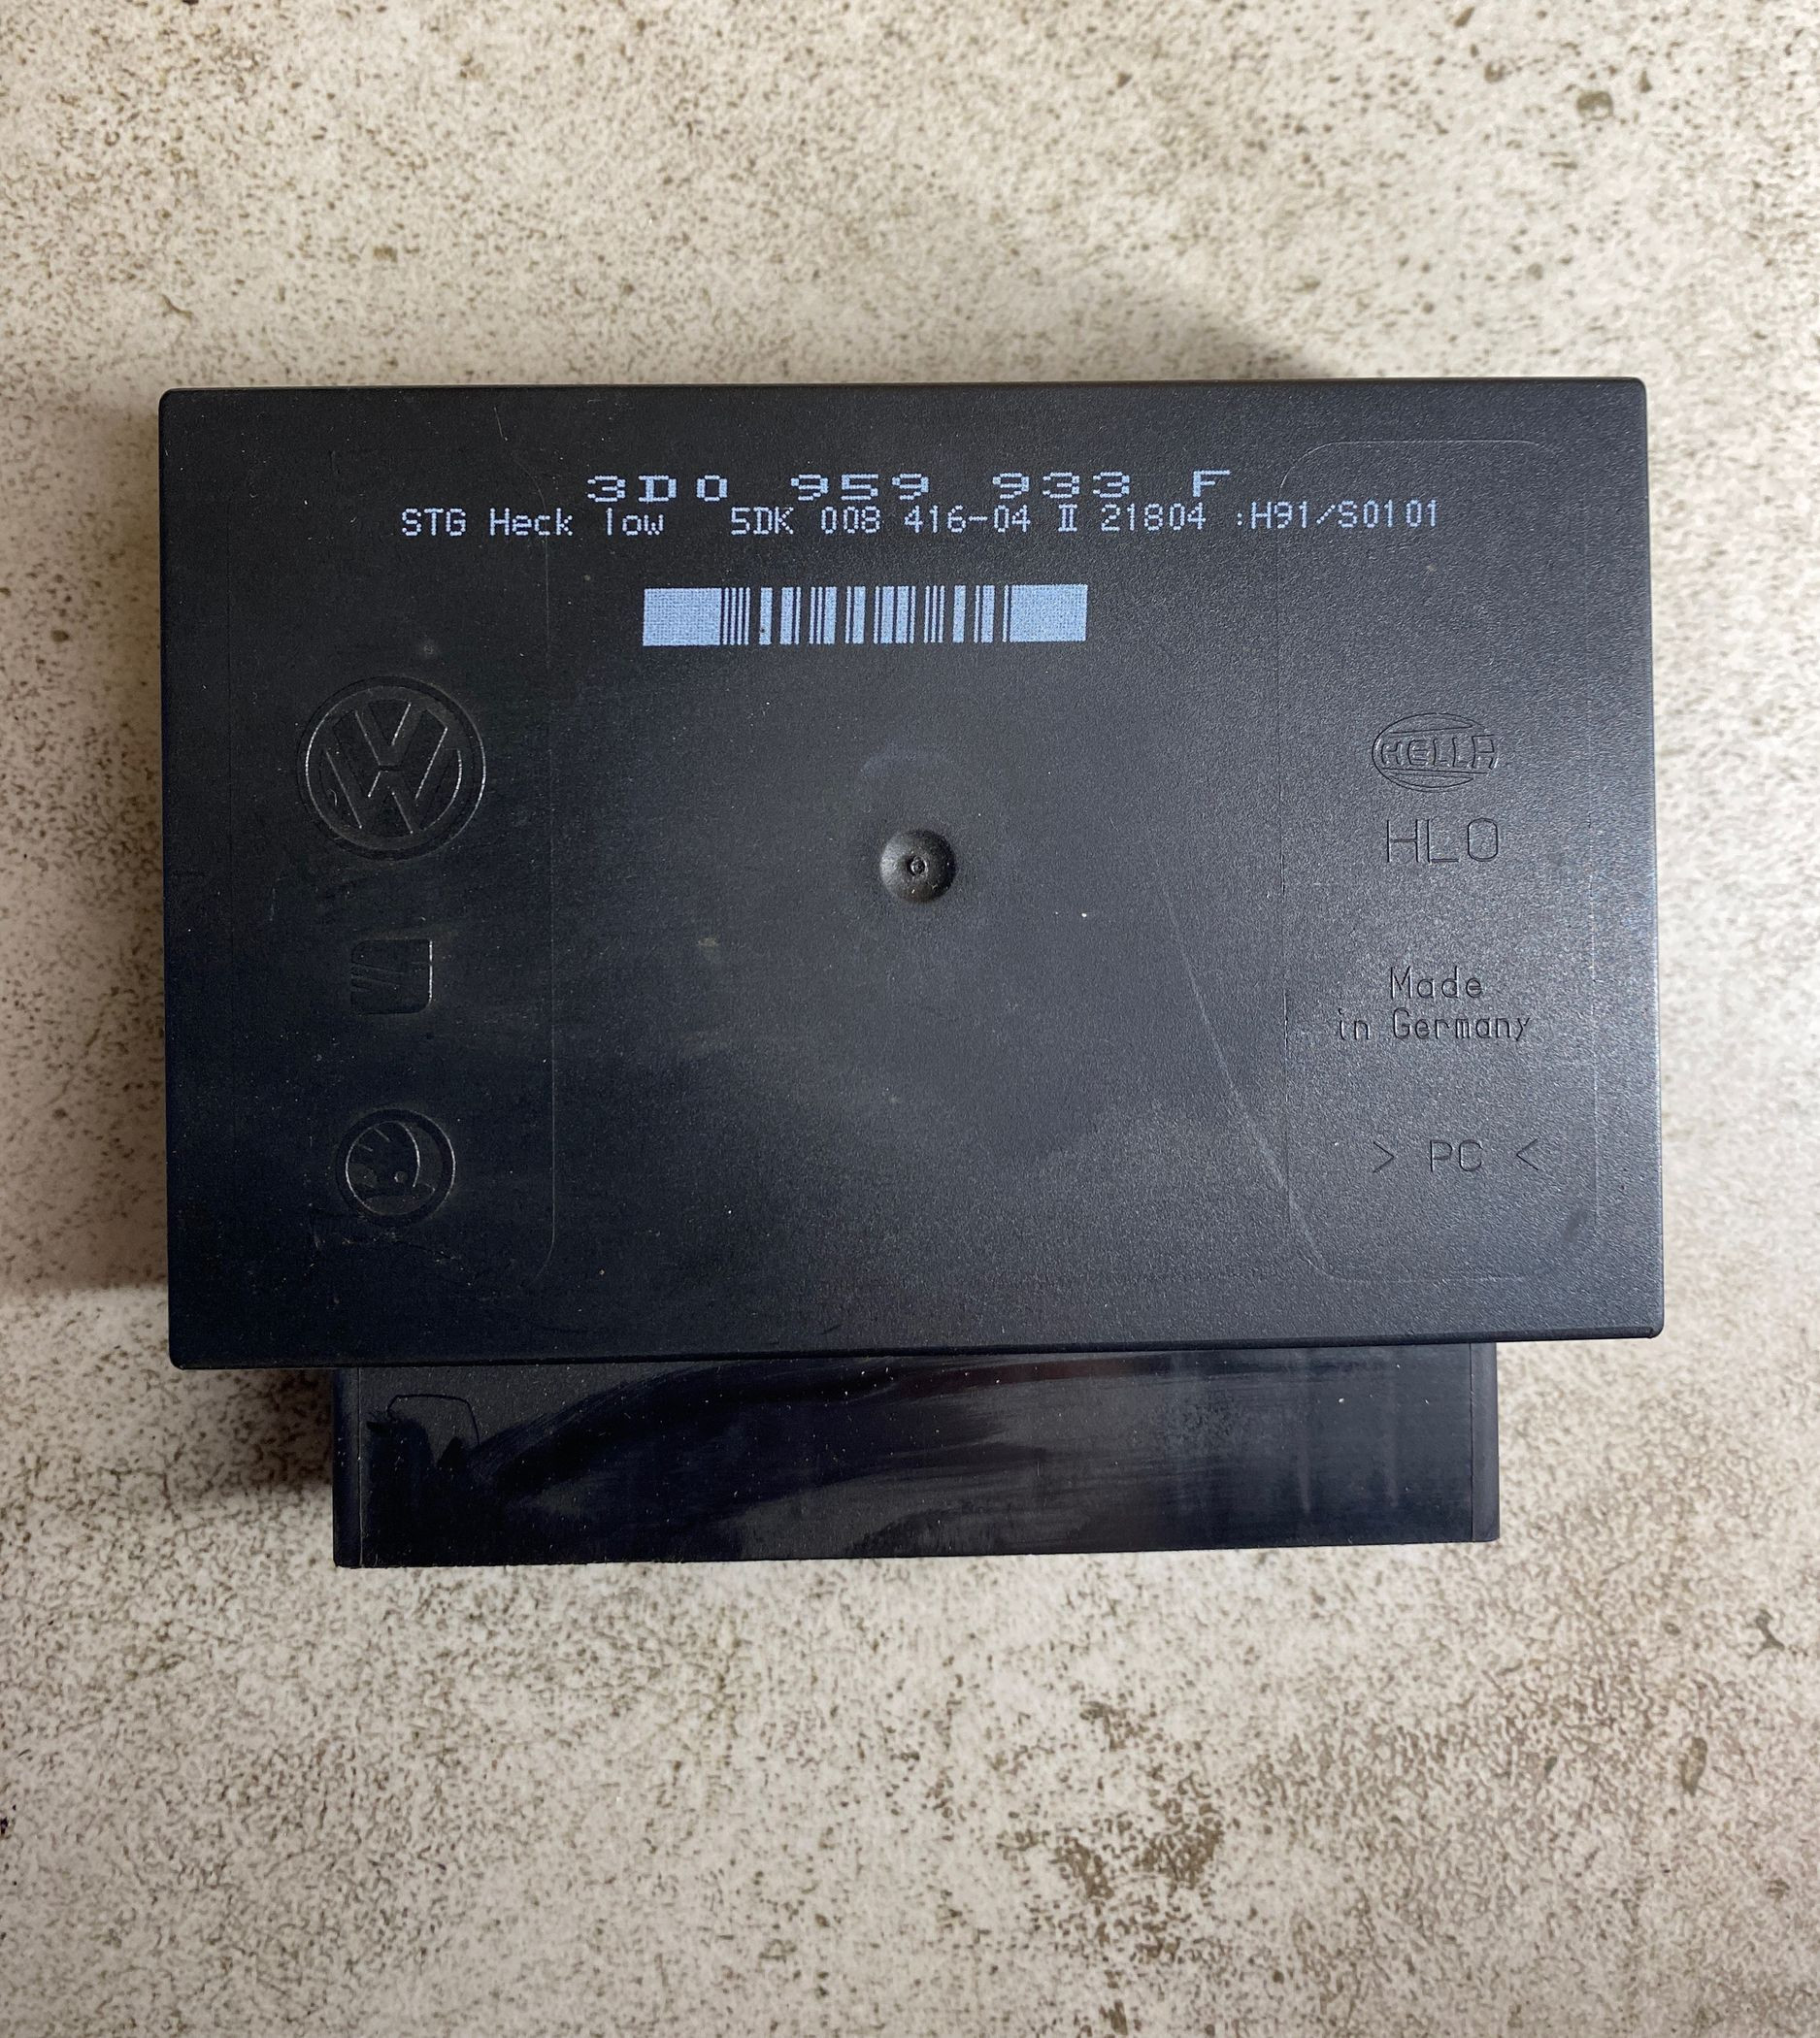 3D0 959 933 F
STG Heck low 5DK 008 416-04 II 21804 :H91/S0101
HELLA
HLO
Made
in Germany
> PC <